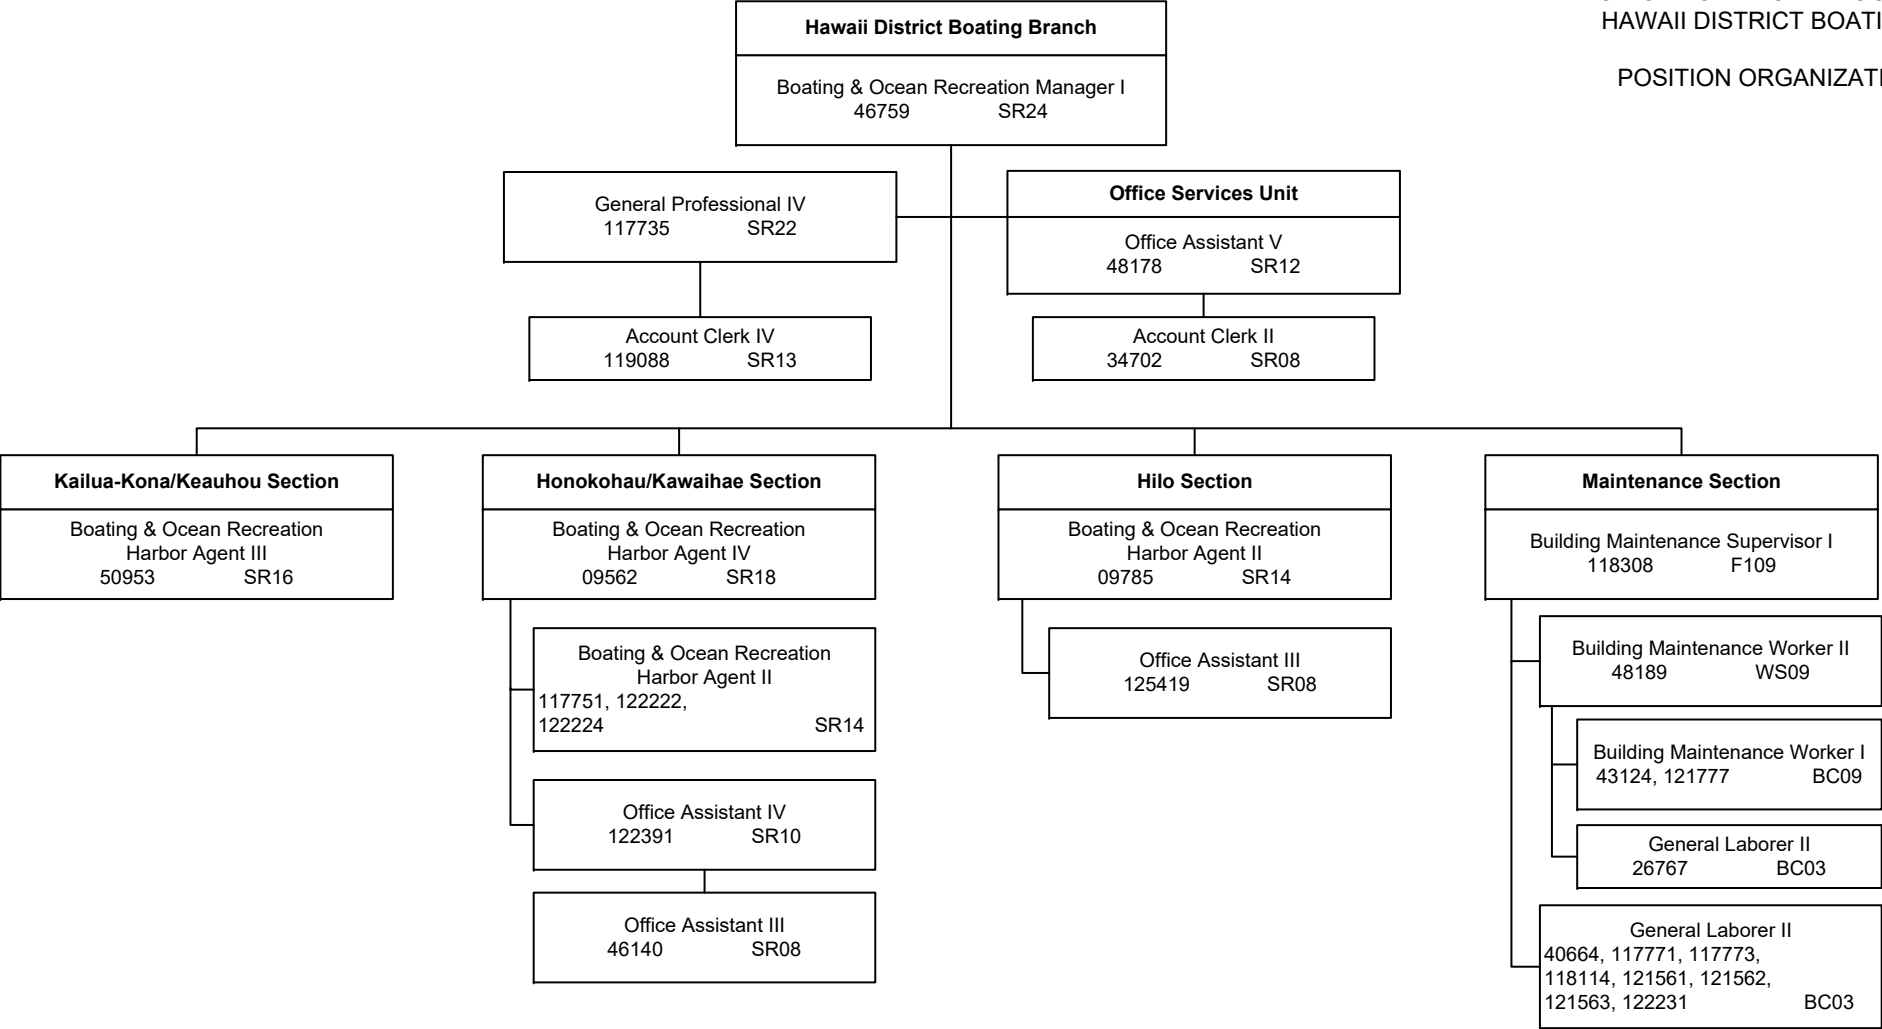 HAWAII DISTRICT BOATI
POSITION ORGANIZATI
Hawaii District Boating Branch
Boating & Ocean Recreation Manager I
46759 SR24
General Professional IV
117735 SR22
Office Services Unit
Office Assistant V
48178 SR12
Account Clerk IV
119088 SR13
Account Clerk II
34702 SR08
Kailua-Kona/Keauhou Section
Boating & Ocean Recreation
Harbor Agent III
50953 SR16
Honokohau/Kawaihae Section
Boating & Ocean Recreation
Harbor Agent IV
09562 SR18
Boating & Ocean Recreation
Harbor Agent II
117751, 122222,
122224 SR14
Office Assistant IV
122391 SR10
Office Assistant III
46140 SR08
Hilo Section
Boating & Ocean Recreation
Harbor Agent II
09785 SR14
Office Assistant III
125419 SR08
Maintenance Section
Building Maintenance Supervisor I
118308 F109
Building Maintenance Worker II
48189 WS09
Building Maintenance Worker I
43124, 121777 BC09
General Laborer II
26767 BC03
General Laborer II
40664, 117771, 117773,
118114, 121561, 121562,
121563, 122231 BC03